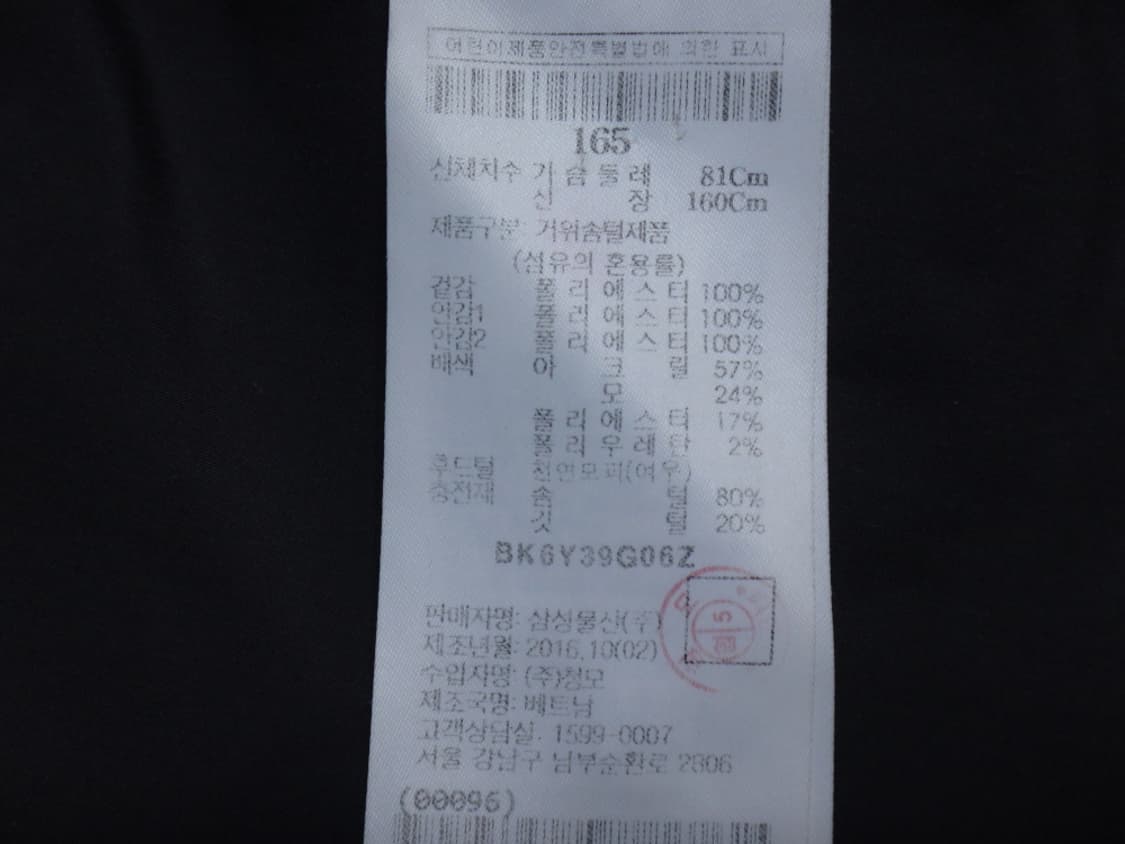 어린이제품안전특별법에 의한 표시
165
신체치수 가 슴 둘 레 81Cm
신 장 160Cm
제품구분: 거위솜털제품
(섬유의 혼용률)
겉감 폴 리 에 스 터 100%
안감1 폴 리 에 스 터 100%
안감2 폴 리 에 스 터 100%
배색 아 크 릴 57%
모 24%
폴 리 에 스 터 17%
폴 리 우 레 탄 2%
후드털 천연모피(여우)
충전재 솜 털 80%
깃 털 20%
BK6Y39G06Z
판매자명: 삼성물산(주)
제조년월: 2016.10(02)
수입자명: (주)청모
제조국명: 베트남
고객상담실: 1599-0007
서울 강남구 남부순환로 2806
(00096)